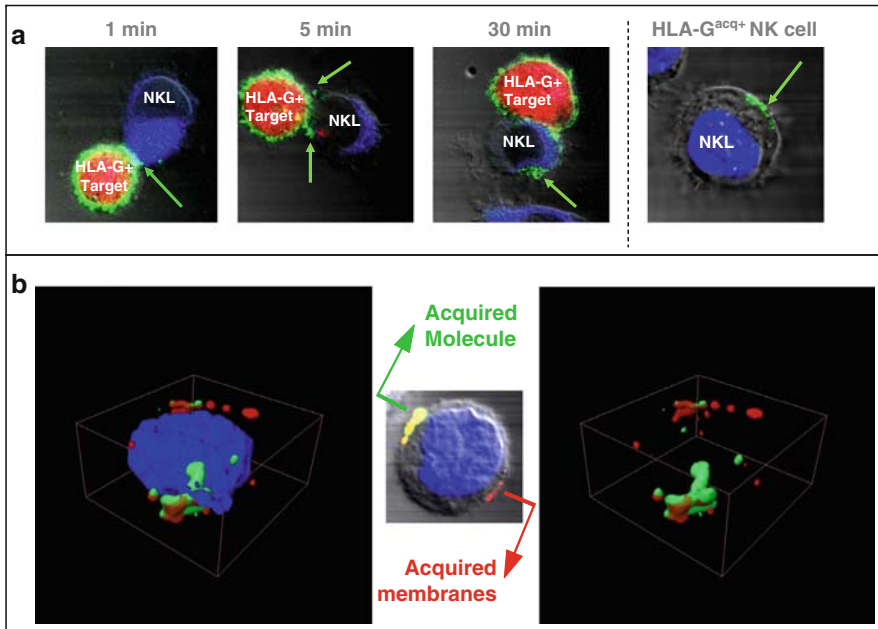 a
1 min
5 min
30 min
HLA-G^acq+ NK cell
NKL
HLA-G+
Target
HLA-G+
Target
NKL
HLA-G+
Target
NKL
NKL
b
Acquired
Molecule
Acquired
membranes